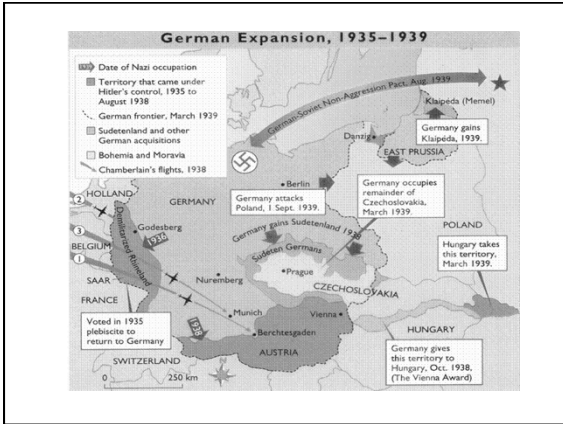 German Expansion, 1935–1939
1936
Date of Nazi occupation
Territory that came under
Hitler's control, 1935 to
August 1938
German frontier, March 1939
Sudetenland and other
German acquisitions
Bohemia and Moravia
Chamberlain's flights, 1938
German-Soviet Non-Aggression Pact, Aug. 1939
Klaipéda (Memel)
Germany gains
Klaipéda, 1939.
Danzig
EAST PRUSSIA
Berlin
Germany attacks
Poland, 1 Sept. 1939.
Germany occupies
remainder of
Czechoslovakia,
March 1939.
HOLLAND
2
GERMANY
Godesberg
Demilitarized Rhineland
1936
3
BELGIUM
1
POLAND
Germany gains Sudetenland 1938
Sudeten Germans
Hungary takes
this territory,
March 1939.
SAAR
Nuremberg
Prague
CZECHOSLOVAKIA
FRANCE
Munich
Vienna
Voted in 1935
plebiscite to
return to Germany
1938
Berchtesgaden
HUNGARY
AUSTRIA
SWITZERLAND
Germany gives
this territory to
Hungary, Oct. 1938,
(The Vienna Award)
0 250 km
N